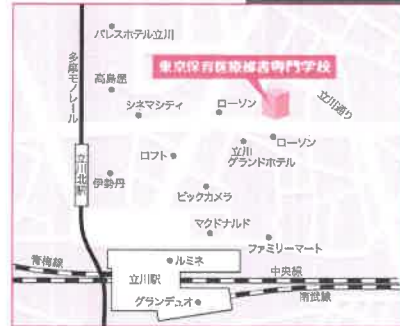 パレスホテル立川
多摩モノレール
高島屋
東京保育医療秘書専門学校
シネマシティ
ローソン
立川通り
ローソン
立川
グランドホテル
ロフト
立川北駅
伊勢丹
ビックカメラ
マクドナルド
ファミリーマート
青梅線
ルミネ
中央線
立川駅
南武線
グランデュオ